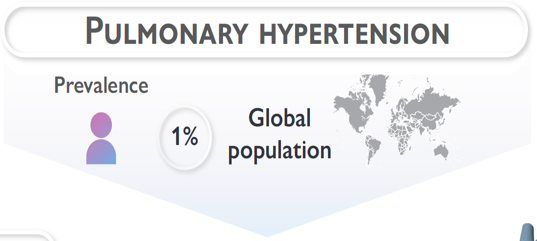 PULMONARY HYPERTENSION
Prevalence
1%
Global
population